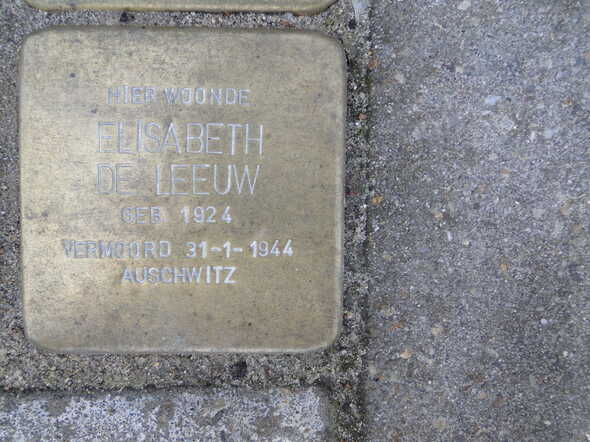 HIER WOONDE
ELISABETH
DE LEEUW
GEB 1924
VERMOORD 31-1-1944
AUSCHWITZ